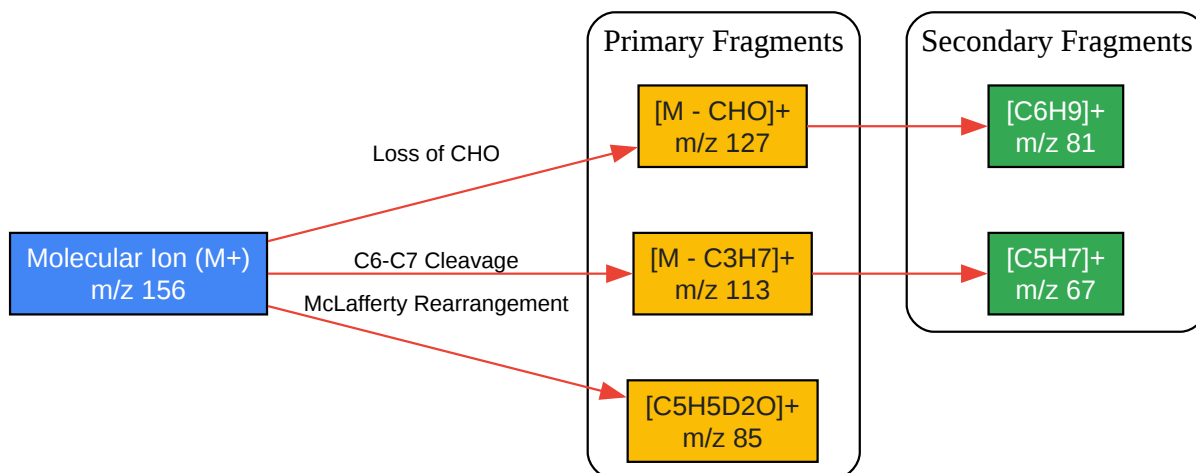 Primary Fragments
Secondary Fragments
[M - CHO]+
m/z 127
[C6H9]+
m/z 81
Loss of CHO
Molecular Ion (M+)
m/z 156
C6-C7 Cleavage
[M - C3H7]+
m/z 113
[C5H7]+
m/z 67
McLafferty Rearrangement
[C5H5D2O]+
m/z 85